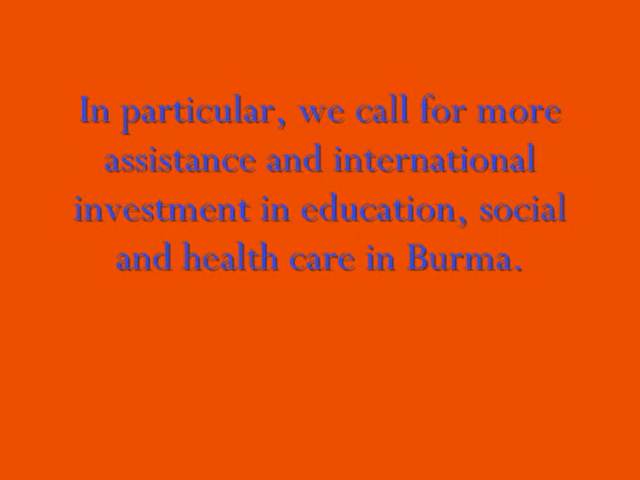 In particular, we call for more
assistance and international
investment in education, social
and health care in Burma.